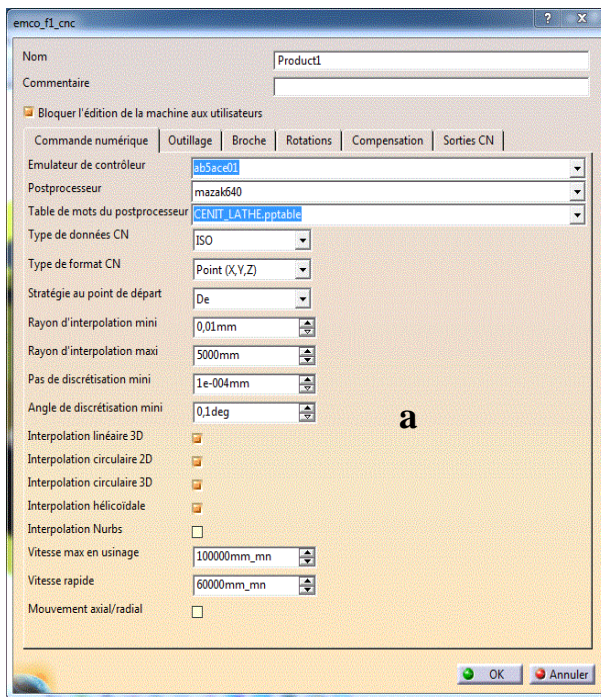 emco_f1_cnc
Nom Product1
Commentaire
Bloquer l'édition de la machine aux utilisateurs
Commande numérique Outillage Broche Rotations Compensation Sorties CN
Emulateur de contrôleur ab5ace01
Postprocesseur mazak640
Table de mots du postprocesseur CENIT_LATHE.pptable
Type de données CN ISO
Type de format CN Point (X,Y,Z)
Stratégie au point de départ De
Rayon d'interpolation mini 0,01mm
Rayon d'interpolation maxi 5000mm
Pas de discrétisation mini 1e-004mm
Angle de discrétisation mini 0,1deg
a
Interpolation linéaire 3D
Interpolation circulaire 2D
Interpolation circulaire 3D
Interpolation hélicoïdale
Interpolation Nurbs
Vitesse max en usinage 100000mm_mn
Vitesse rapide 60000mm_mn
Mouvement axial/radial
OK Annuler